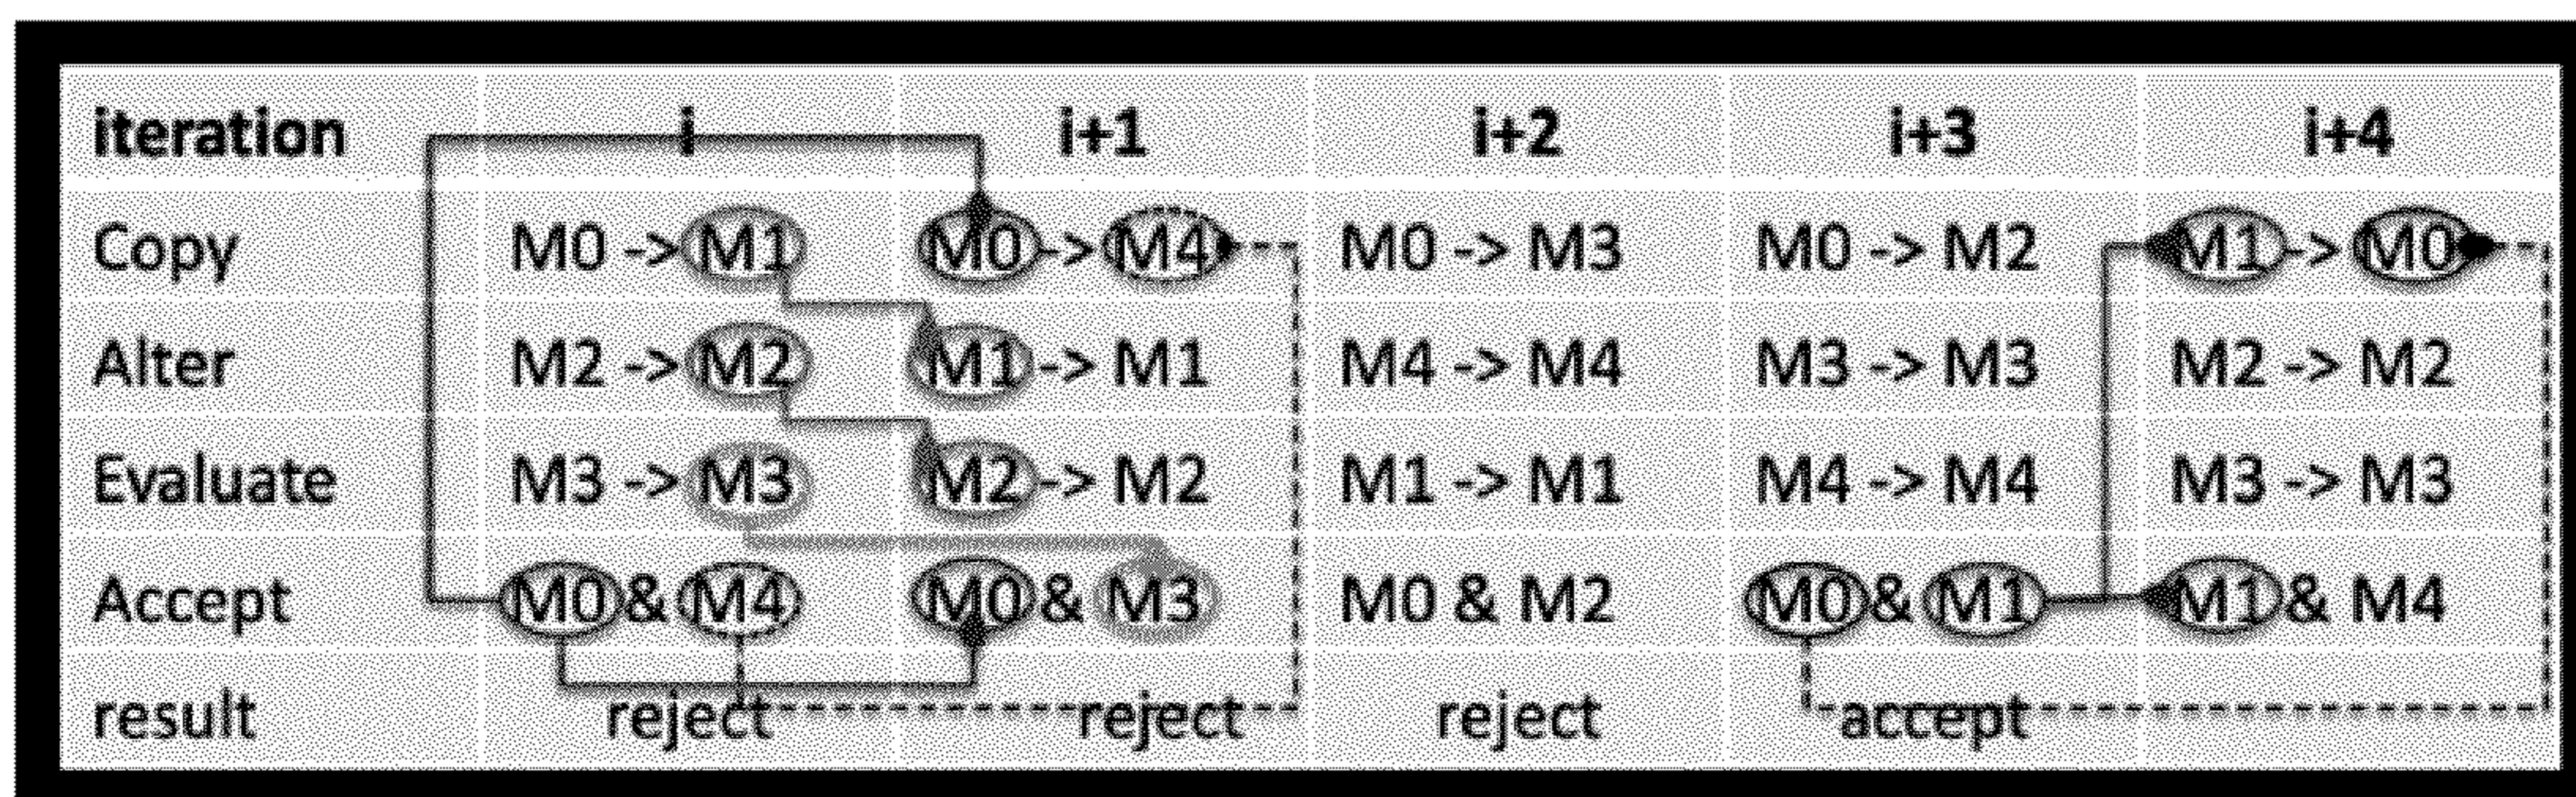 iteration i i+1 i+2 i+3 i+4
Copy M0 -> M1 M0 -> M4 M0 -> M3 M0 -> M2 M1 -> M0
Alter M2 -> M2 M1 -> M1 M4 -> M4 M3 -> M3 M2 -> M2
Evaluate M3 -> M3 M2 -> M2 M1 -> M1 M4 -> M4 M3 -> M3
Accept M0 & M4 M0 & M3 M0 & M2 M0 & M1 M1 & M4
result reject reject reject accept